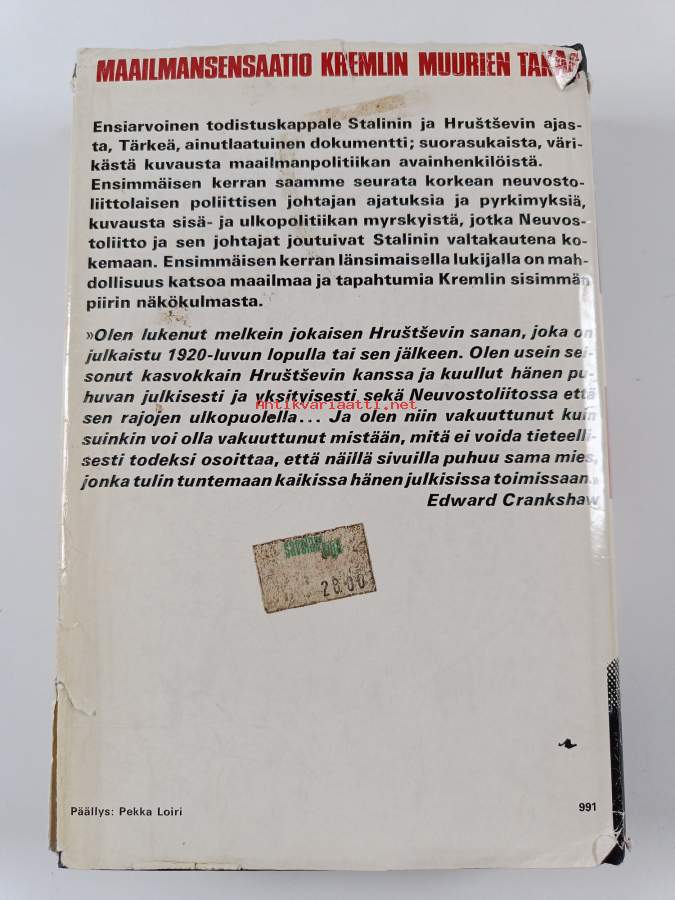 MAAILMANSENSAATIO KREMLIN MUURIEN TAKAA
Ensiarvoinen todistuskappale Stalinin ja Hruštševin ajas-
ta, Tärkeä, ainutlaatuinen dokumentti; suorasukaista, väri-
kästä kuvausta maailmanpolitiikan avainhenkilöistä.
Ensimmäisen kerran saamme seurata korkean neuvosto-
liittolaisen poliittisen johtajan ajatuksia ja pyrkimyksiä,
kuvausta sisä- ja ulkopolitiikan myrskyistä, jotka Neuvos-
toliitto ja sen johtajat joutuivat Stalinin valtakautena ko-
kemaan. Ensimmäisen kerran länsimaisella lukijalla on mah-
dollisuus katsoa maailmaa ja tapahtumia Kremlin sisimmän
piirin näkökulmasta.
»Olen lukenut melkein jokaisen Hruštševin sanan, joka on
julkaistu 1920-luvun lopulla tai sen jälkeen. Olen usein sei-
sonut kasvokkain Hruštševin kanssa ja kuullut hänen pu-
huvan julkisesti ja yksityisesti sekä Neuvostoliitossa että
Antikvariaatti.net
sen rajojen ulkopuolella... Ja olen niin vakuuttunut kuin
suinkin voi olla vakuuttunut mistään, mitä ei voida tieteelli-
sesti todeksi osoittaa, että näillä sivuilla puhuu sama mies,
jonka tulin tuntemaan kaikissa hänen julkisissa toimissaan.»
Edward Crankshaw
28.00
Päällys: Pekka Loiri
991